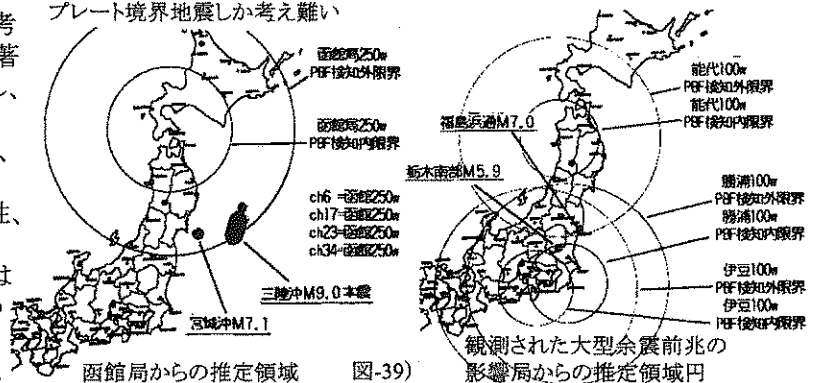 プレート境界地震しか考え難い
考
著
、
、
性、
は
函館局250w
PBF検知外限界
函館局250w
PBF検知内限界
ch6 =函館250w
ch17=函館250w
ch23=函館250w
ch34=函館250w
三陸沖M9.0本震
宮城沖M7.1
函館局からの推定領域
図-39)
能代100w
PBF検知外限界
能代100w
PBF検知内限界
福島浜通M7.0
栃木南部M5.9
勝浦100w
PBF検知外限界
勝浦100w
PBF検知内限界
伊豆100w
PBF検知外限界
伊豆100w
PBF検知内限界
観測された大型余震前兆の
影響局からの推定領域円